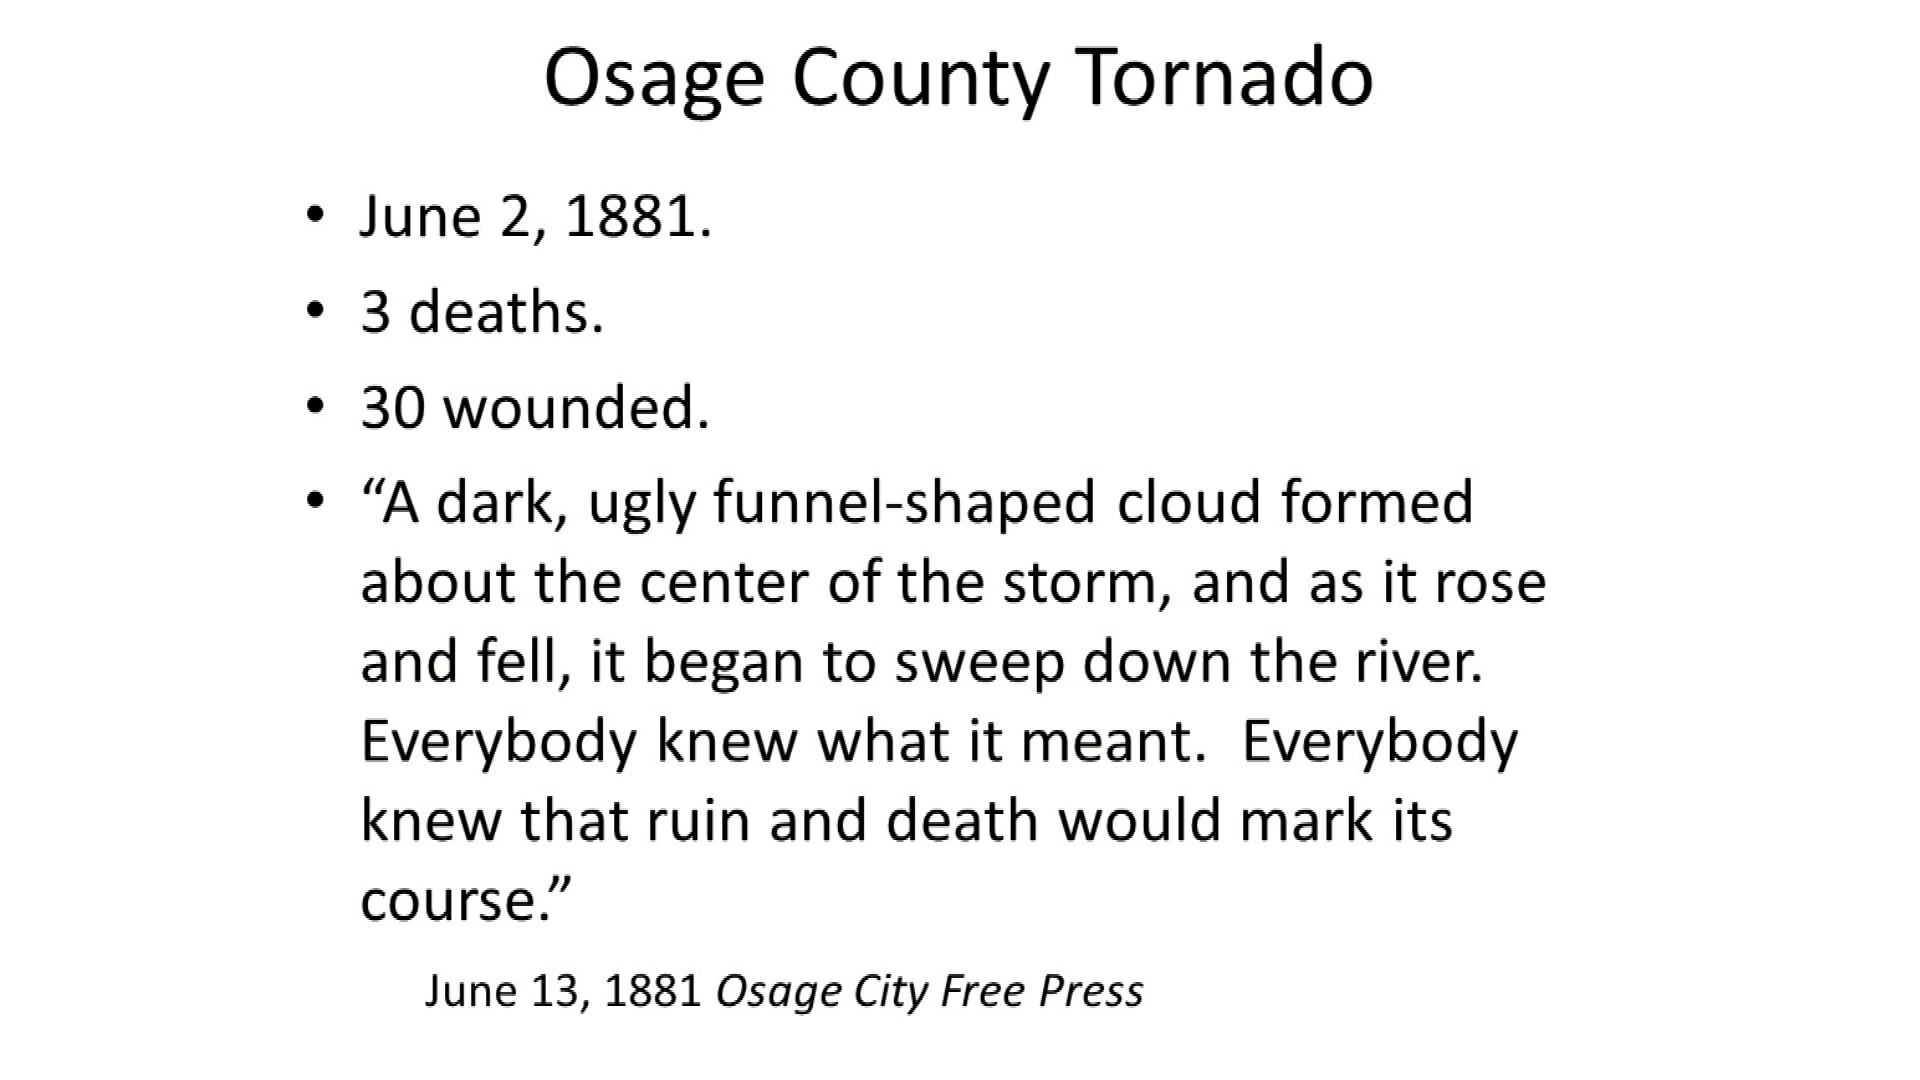 Osage County Tornado
• June 2, 1881.
• 3 deaths.
• 30 wounded.
• “A dark, ugly funnel-shaped cloud formed
about the center of the storm, and as it rose
and fell, it began to sweep down the river.
Everybody knew what it meant.  Everybody
knew that ruin and death would mark its
course.”
June 13, 1881 Osage City Free Press